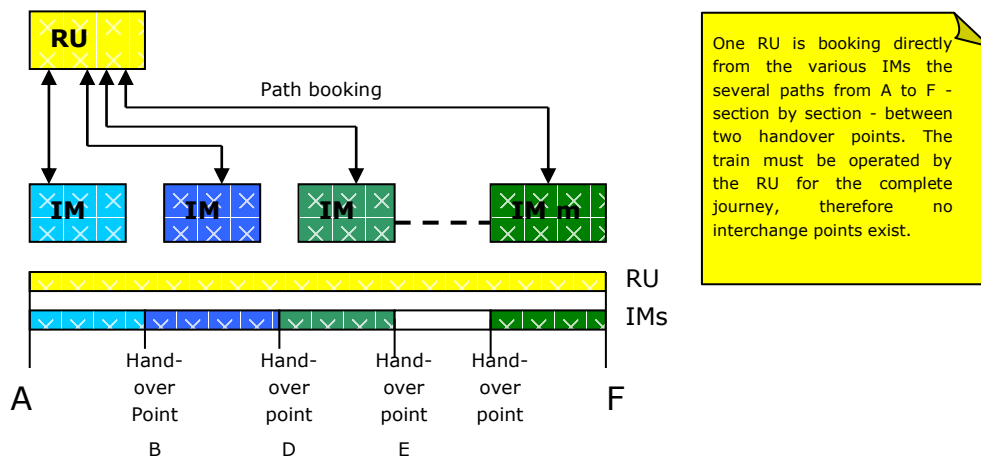 RU
Path booking
IM
IM
IM
IM m
RU
IMs
A
Hand-
over
Point
B
Hand-
over
point
D
Hand-
over
point
E
Hand-
over
point
F
One RU is booking directly
from the various IMs the
several paths from A to F -
section by section - between
two handover points. The
train must be operated by
the RU for the complete
journey, therefore no
interchange points exist.